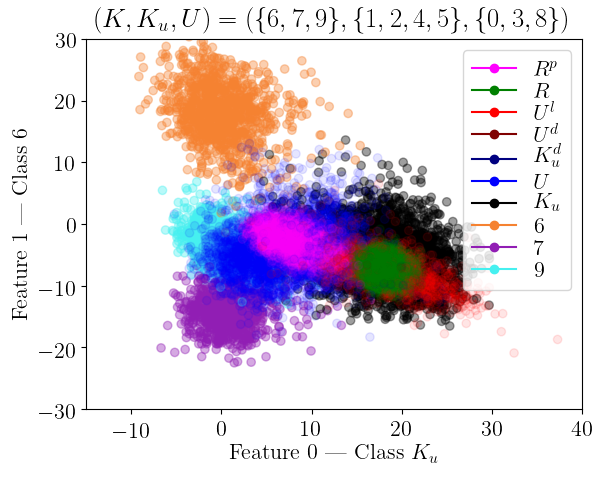 (K, K_u, U) = ({6, 7, 9}, {1, 2, 4, 5}, {0, 3, 8})
30
20
10
0
−10
−20
−30
Feature 1 — Class 6
R^p
R
U^l
U^d
K_u^d
U
K_u
6
7
9
−10
0
10
20
30
40
Feature 0 — Class K_u